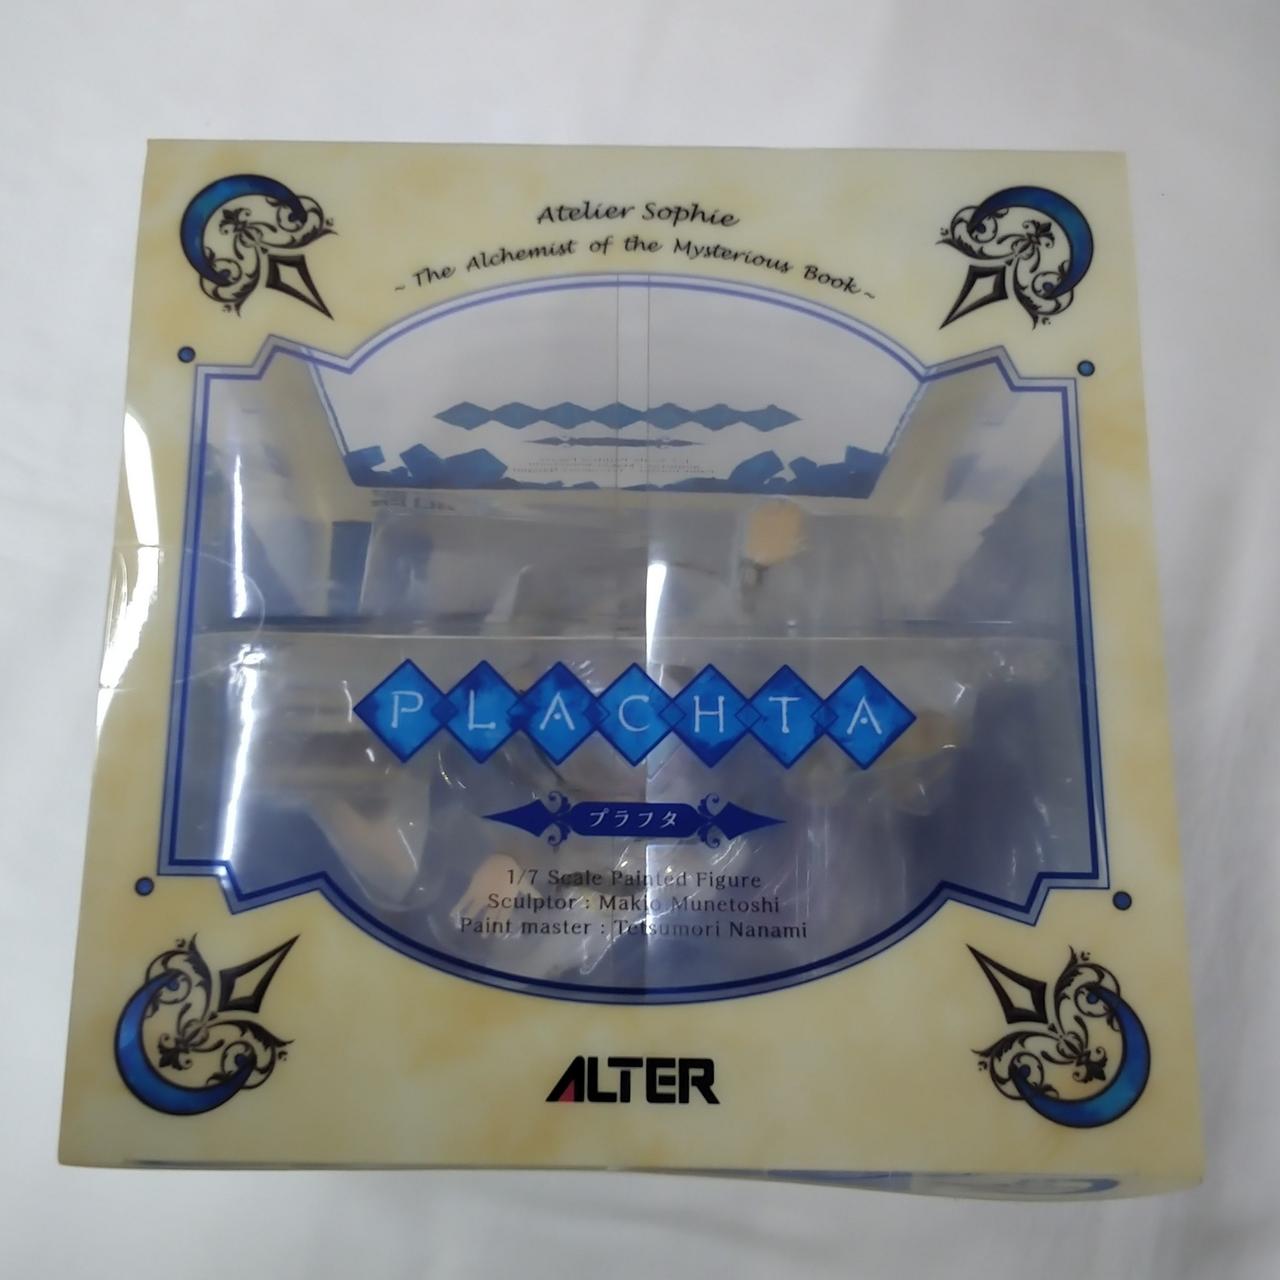 Atelier Sophie
~The Alchemist of the Mysterious Book~
PLACHTA
プラフタ
1/7 Scale Painted Figure
Sculptor : Makio Munetoshi
Paint master : Tetsumori Nanami
ALTER